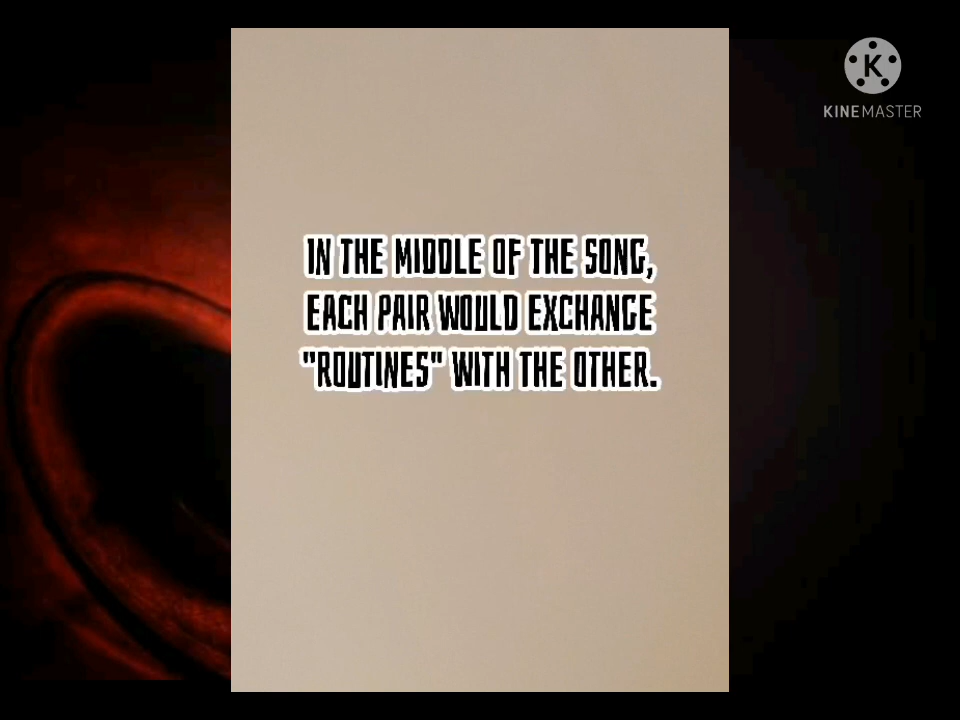 KINEMASTER
IN THE MIDDLE OF THE SONG,
EACH PAIR WOULD EXCHANGE
"ROUTINES" WITH THE OTHER.